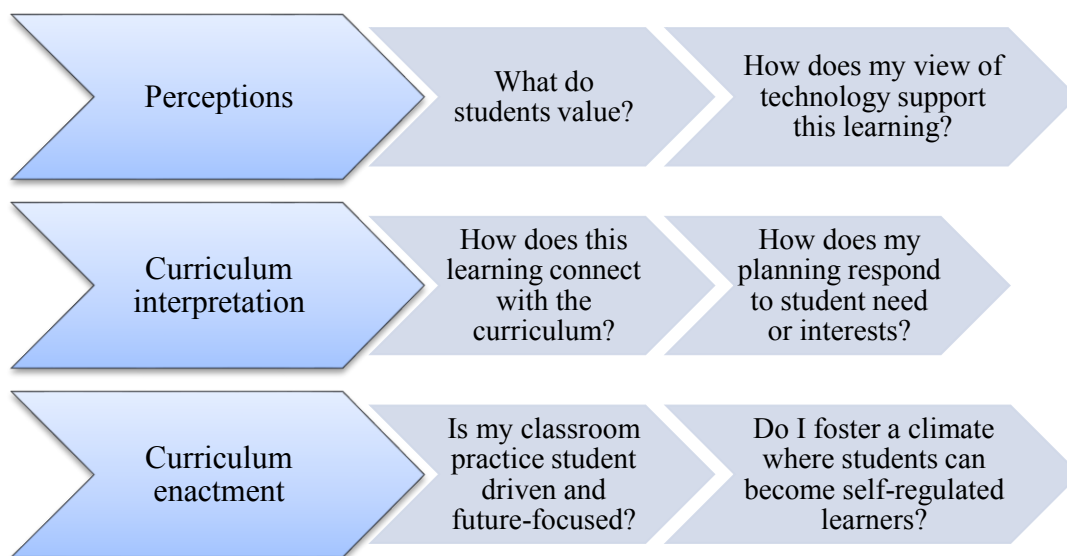 Perceptions
What do
students value?
How does my view of
technology support
this learning?
Curriculum
interpretation
How does this
learning connect
with the
curriculum?
How does my
planning respond
to student need
or interests?
Curriculum
enactment
Is my classroom
practice student
driven and
future-focused?
Do I foster a climate
where students can
become self-regulated
learners?